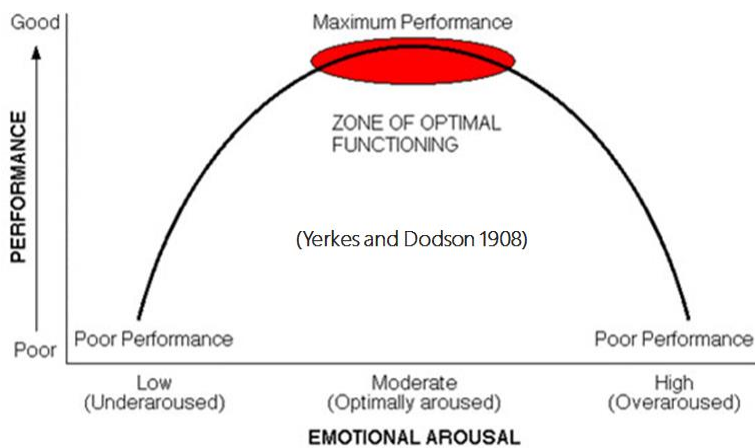 Good
Maximum Performance
ZONE OF OPTIMAL
FUNCTIONING
PERFORMANCE
(Yerkes and Dodson 1908)
Poor Performance
Poor Performance
Poor
Low
(Underaroused)
Moderate
(Optimally aroused)
High
(Overaroused)
EMOTIONAL AROUSAL